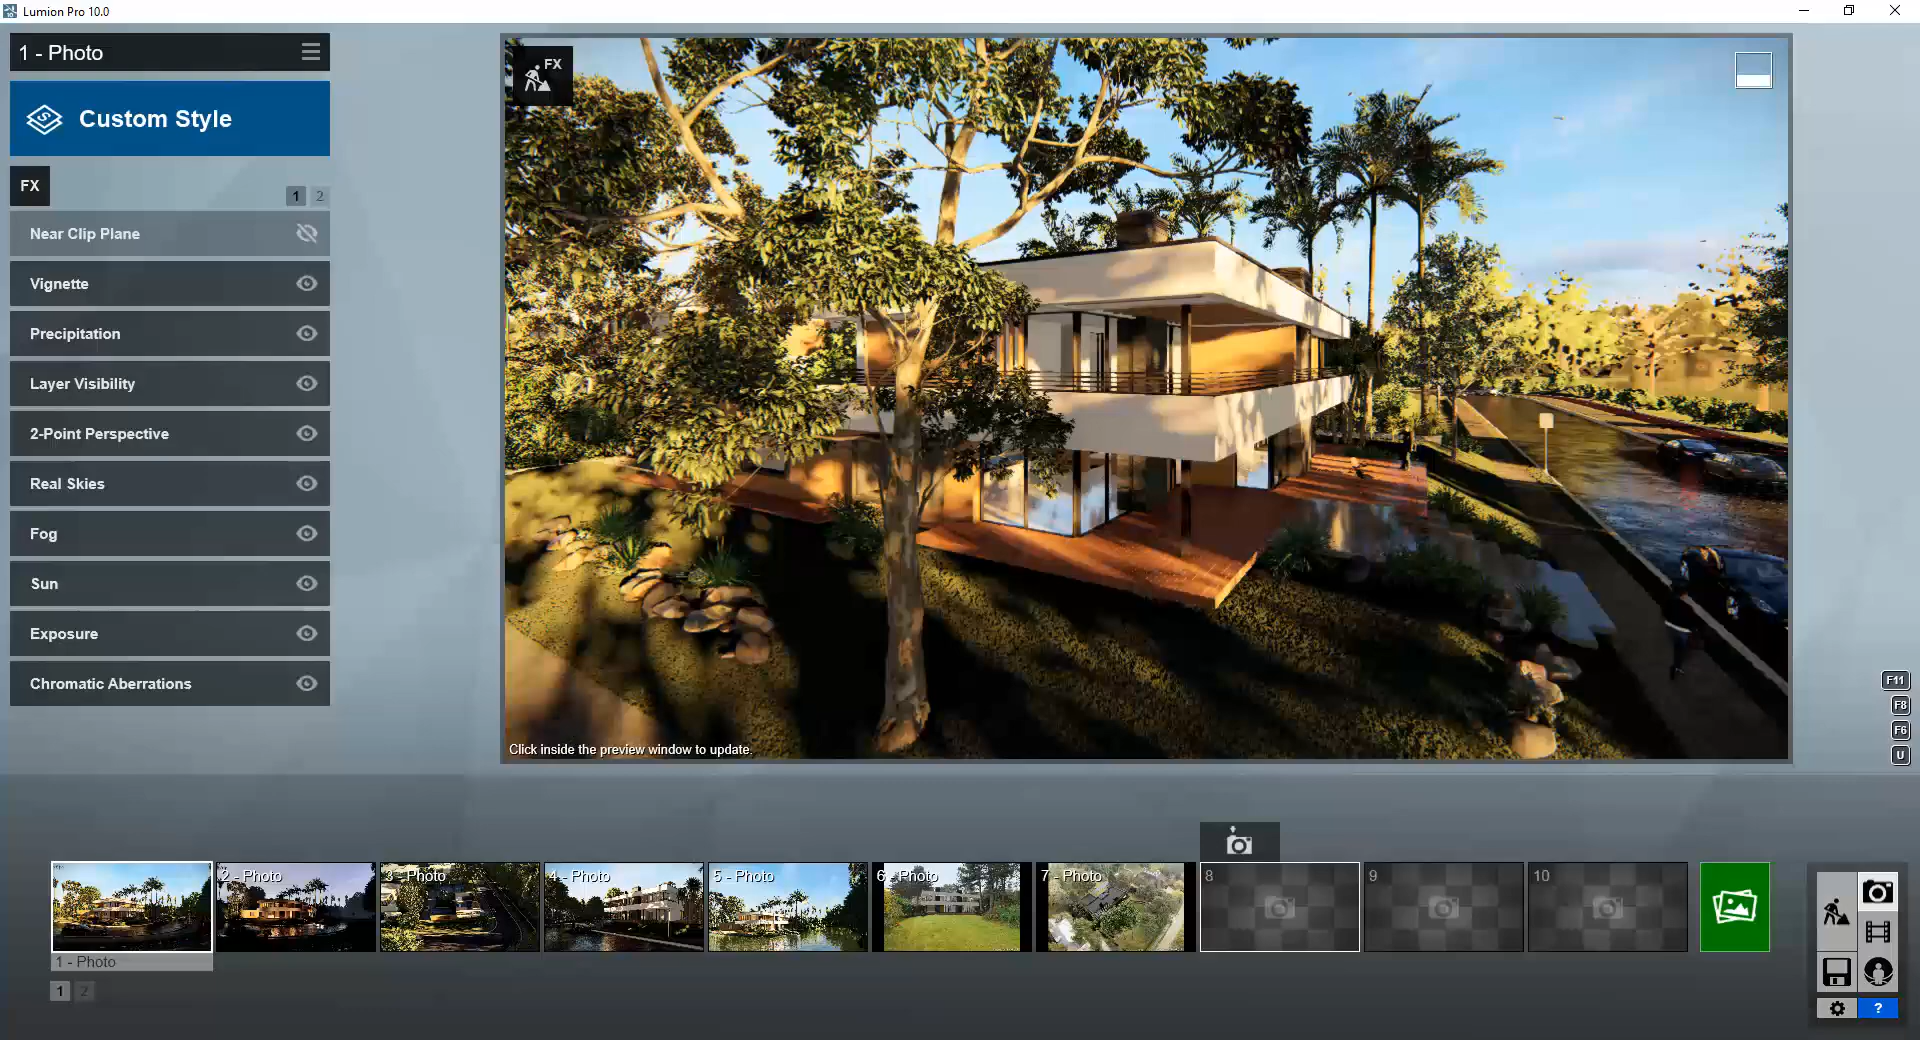 Lumion Pro 10.0
1 - Photo
Custom Style
FX
1 2
Near Clip Plane
Vignette
Precipitation
Layer Visibility
2-Point Perspective
Real Skies
Fog
Sun
Exposure
Chromatic Aberrations
FX
Click inside the preview window to update.
F11
F8
F6
U
2 - Photo
3 - Photo
4 - Photo
5 - Photo
6 - Photo
7 - Photo
8
9
10
1 - Photo
1 2
?